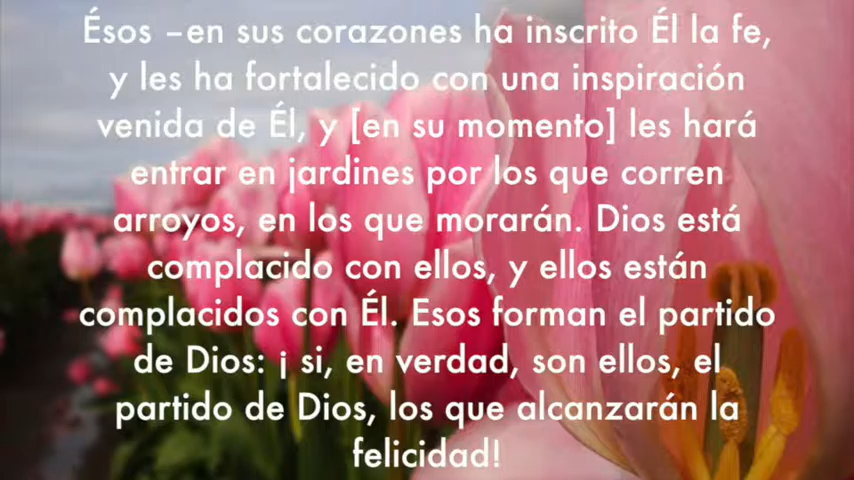 Ésos –en sus corazones ha inscrito Él la fe,
y les ha fortalecido con una inspiración
venida de Él, y [en su momento] les hará
entrar en jardines por los que corren
arroyos, en los que morarán. Dios está
complacido con ellos, y ellos están
complacidos con Él. Esos forman el partido
de Dios: ¡ si, en verdad, son ellos, el
partido de Dios, los que alcanzarán la
felicidad!